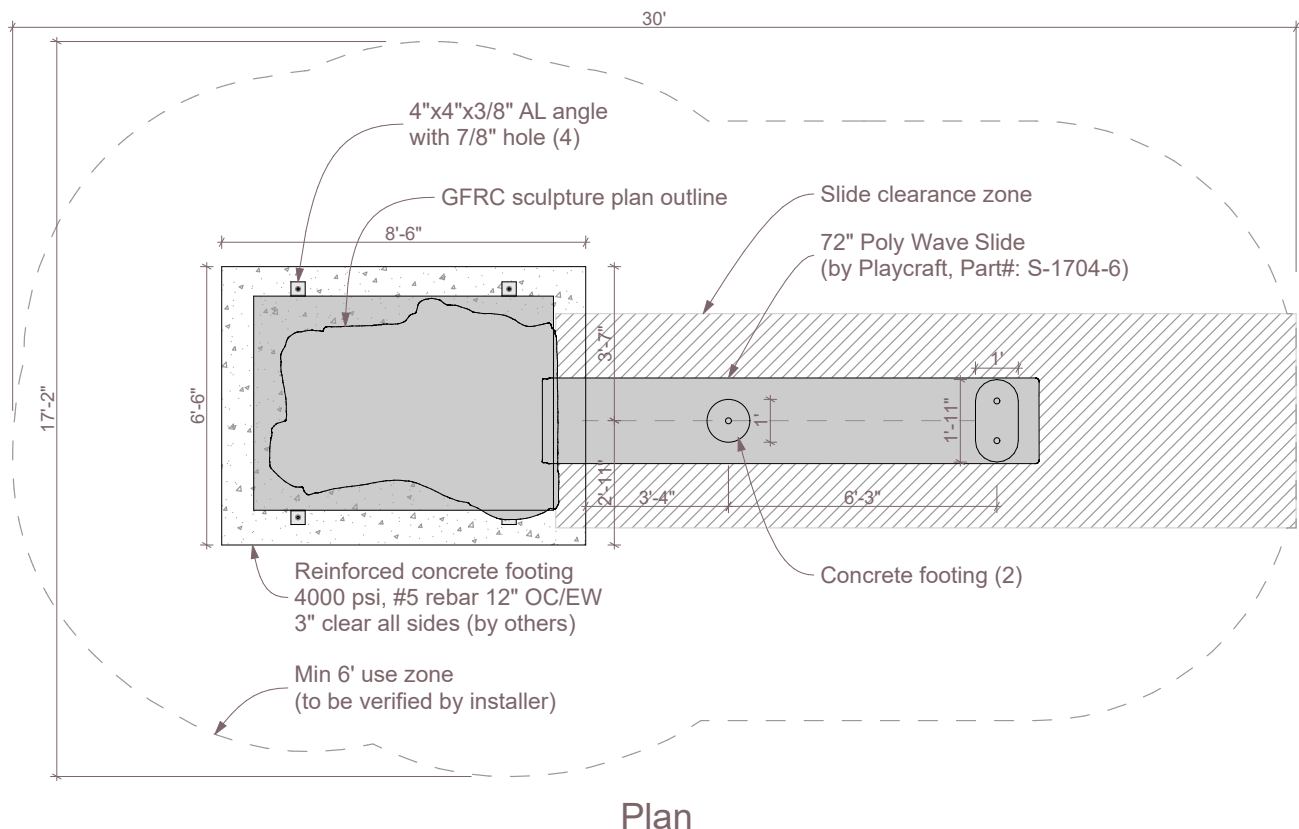 30'
4"x4"x3/8" AL angle
with 7/8" hole (4)
GFRC sculpture plan outline
Slide clearance zone
8'-6"
72" Poly Wave Slide
(by Playcraft, Part#: S-1704-6)
3'-7"
1'
17'-2"
6'-6"
1'
1'-11"
2'-11"
3'-4"
6'-3"
Reinforced concrete footing
4000 psi, #5 rebar 12" OC/EW
3" clear all sides (by others)
Concrete footing (2)
Min 6' use zone
(to be verified by installer)
Plan